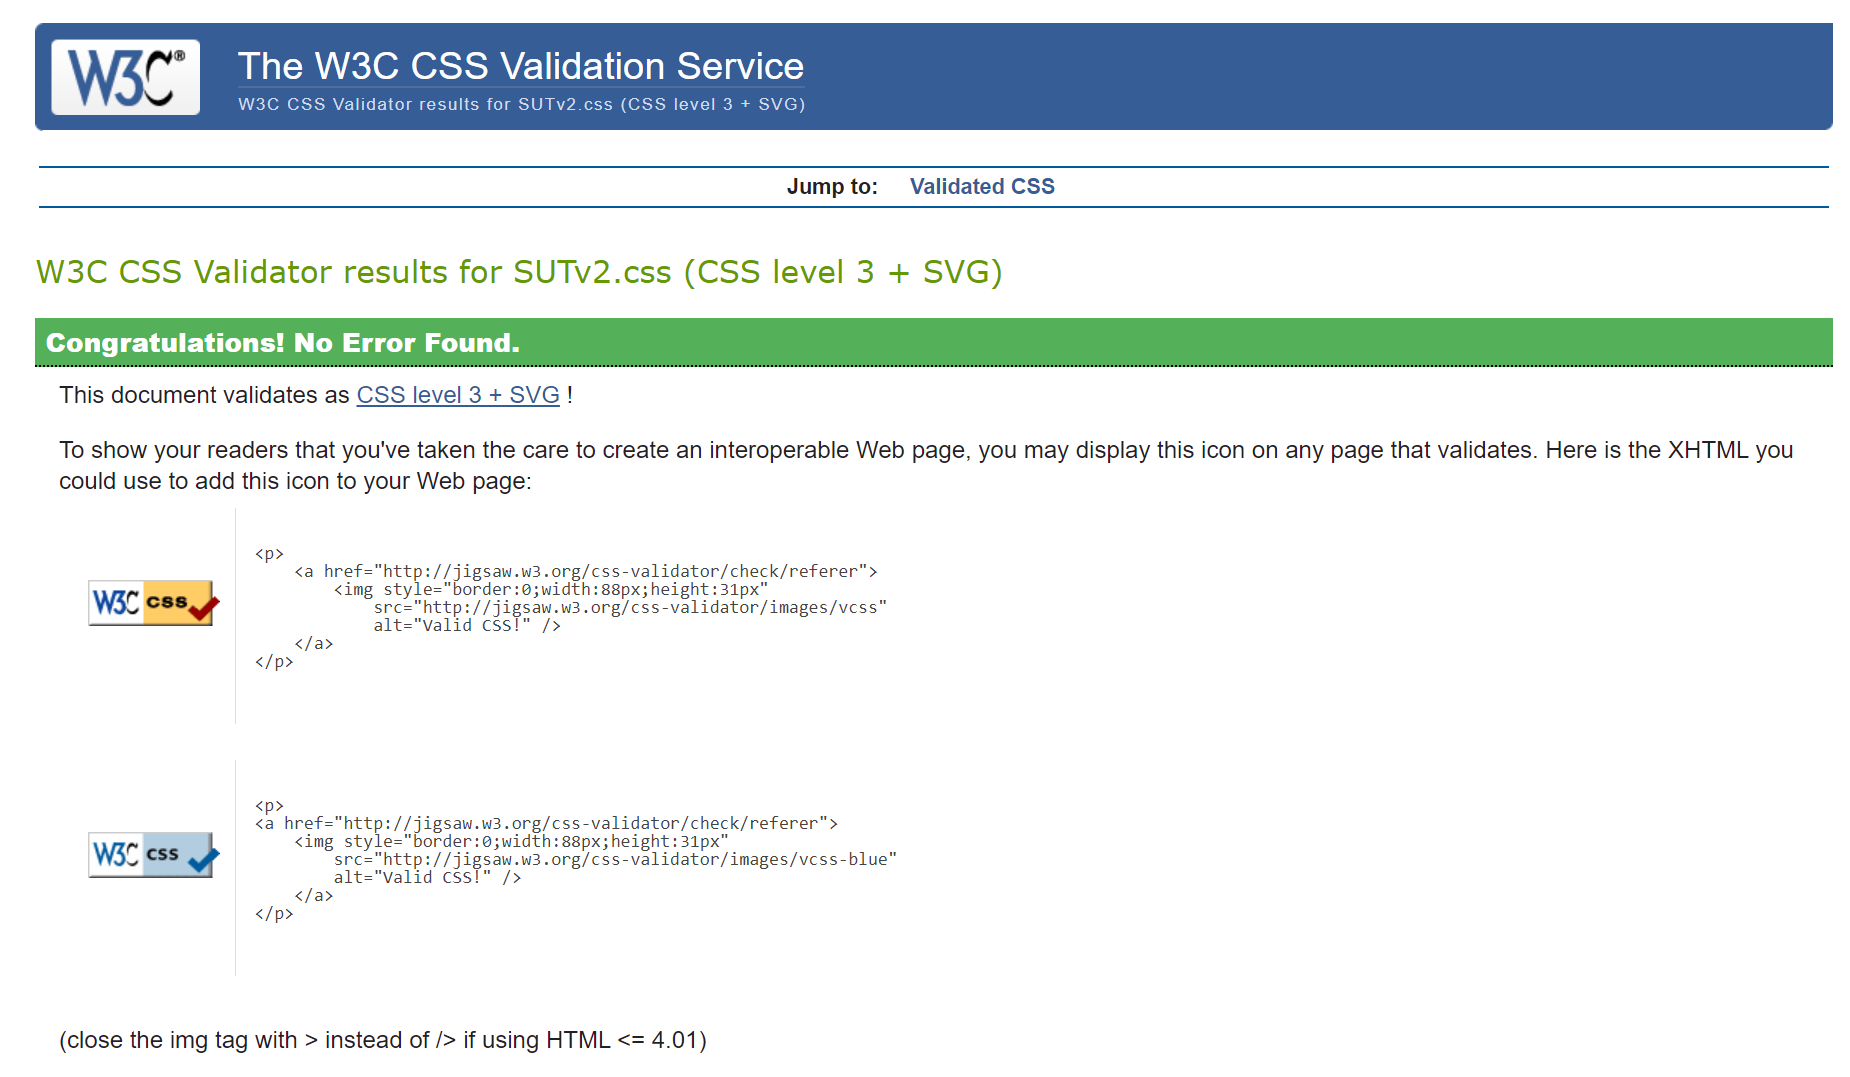 W3C®
The W3C CSS Validation Service
W3C CSS Validator results for SUTv2.css (CSS level 3 + SVG)
Jump to: Validated CSS
W3C CSS Validator results for SUTv2.css (CSS level 3 + SVG)
Congratulations! No Error Found.
This document validates as CSS level 3 + SVG !
To show your readers that you've taken the care to create an interoperable Web page, you may display this icon on any page that validates. Here is the XHTML you
could use to add this icon to your Web page:
W3C css
<p>
    <a href="http://jigsaw.w3.org/css-validator/check/referer">
        <img style="border:0;width:88px;height:31px"
            src="http://jigsaw.w3.org/css-validator/images/vcss"
            alt="Valid CSS!" />
    </a>
</p>
W3C css
<p>
<a href="http://jigsaw.w3.org/css-validator/check/referer">
    <img style="border:0;width:88px;height:31px"
        src="http://jigsaw.w3.org/css-validator/images/vcss-blue"
        alt="Valid CSS!" />
    </a>
</p>
(close the img tag with > instead of /> if using HTML <= 4.01)